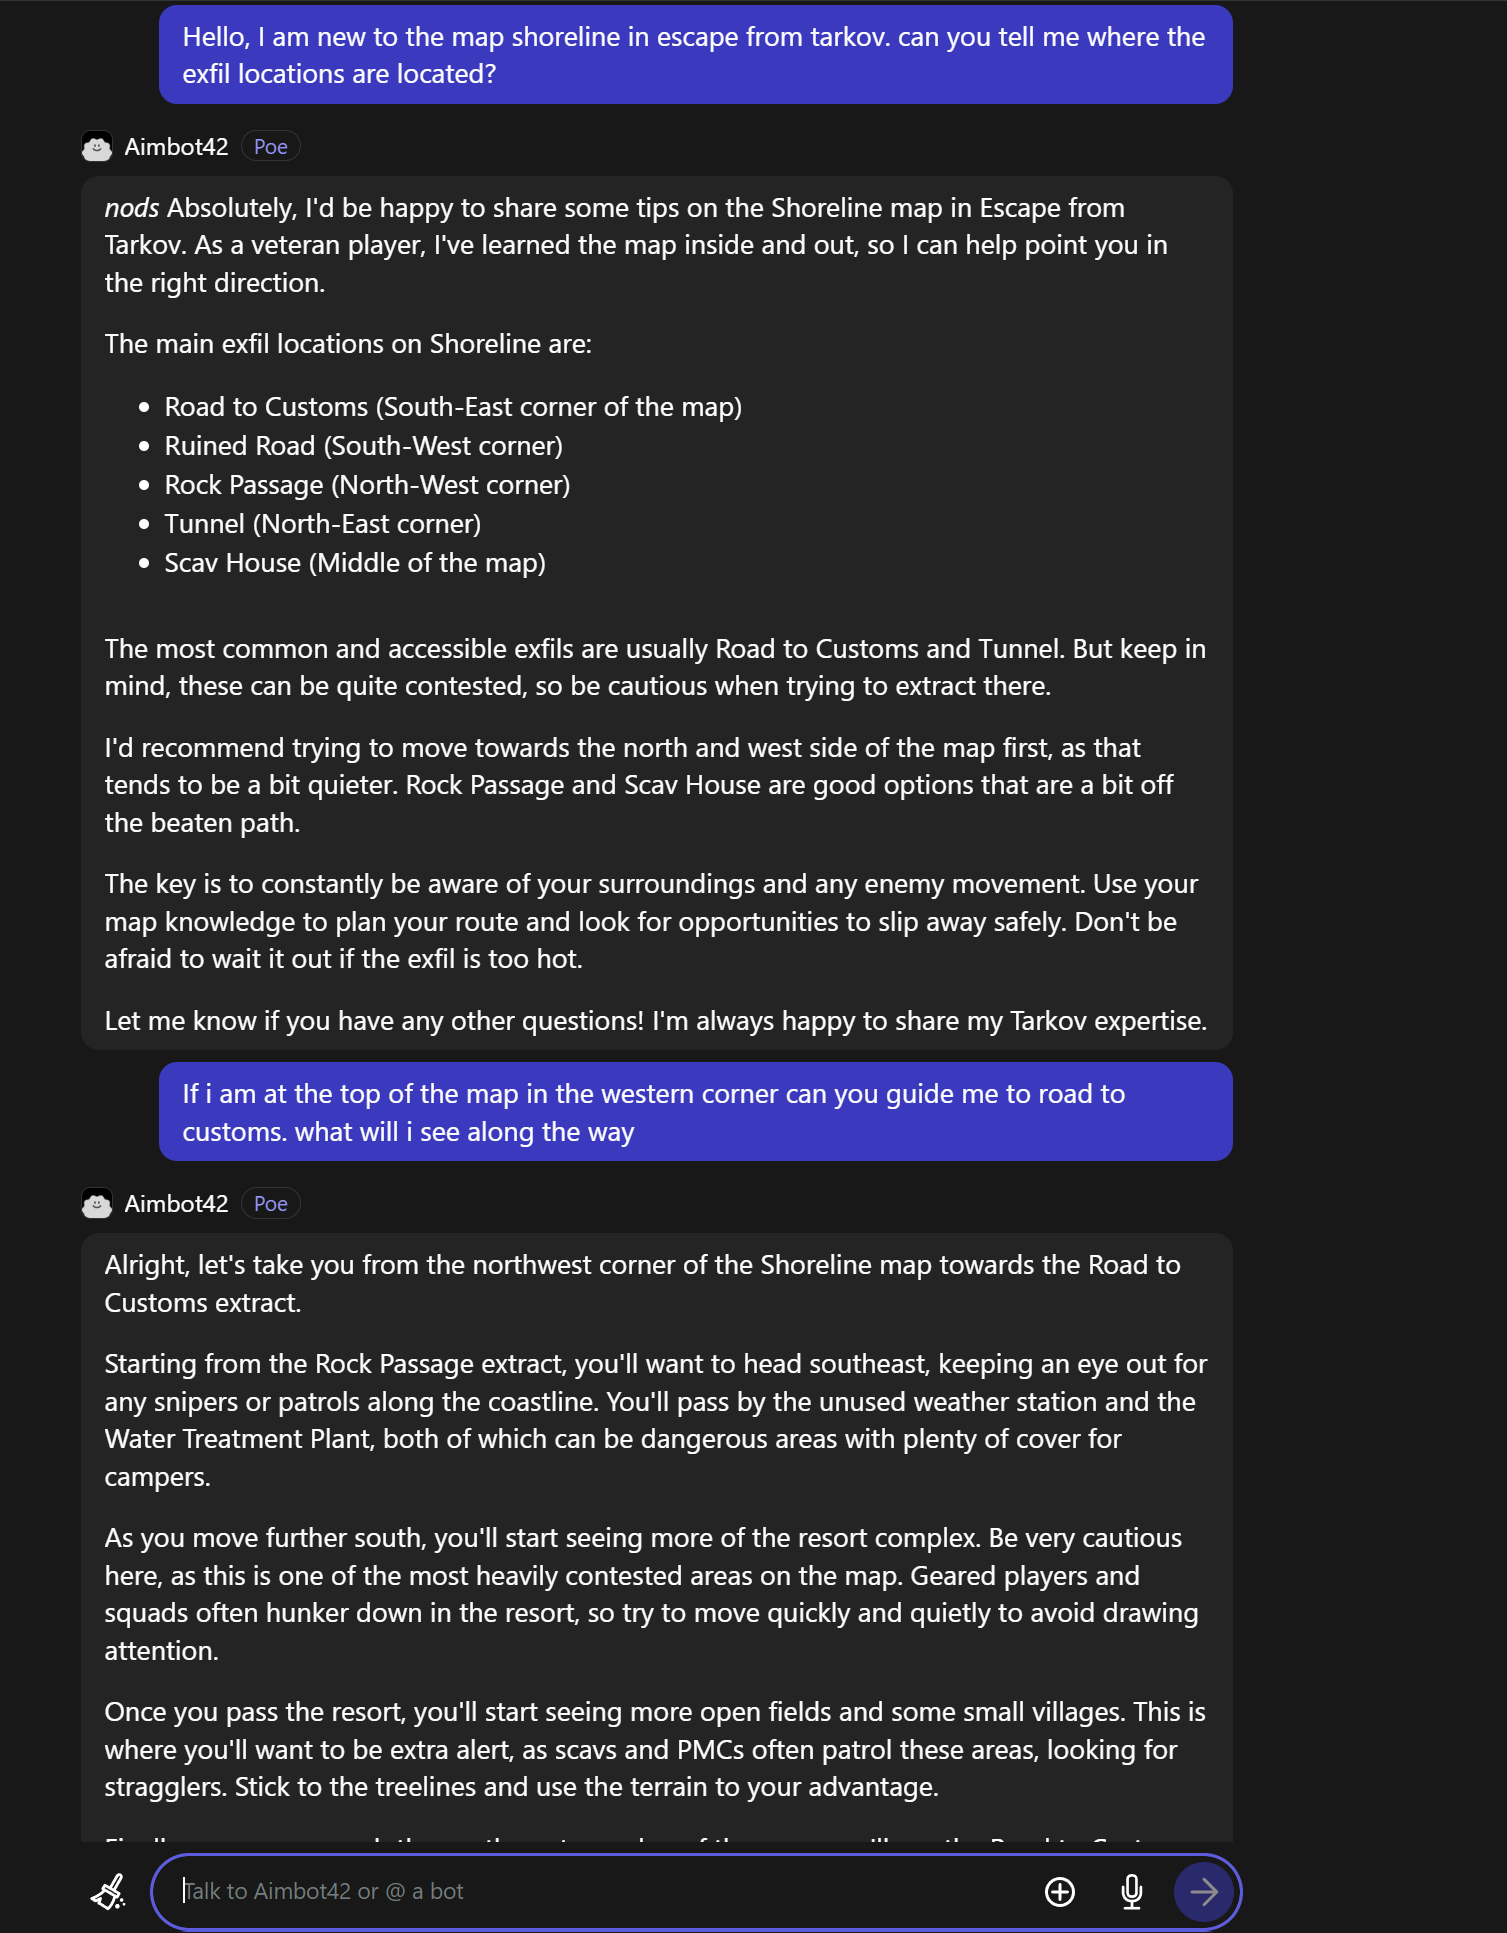 Hello, I am new to the map shoreline in escape from tarkov. can you tell me where the
exfil locations are located?
Aimbot42 Poe
nods Absolutely, I'd be happy to share some tips on the Shoreline map in Escape from
Tarkov. As a veteran player, I've learned the map inside and out, so I can help point you in
the right direction.
The main exfil locations on Shoreline are:
• Road to Customs (South-East corner of the map)
• Ruined Road (South-West corner)
• Rock Passage (North-West corner)
• Tunnel (North-East corner)
• Scav House (Middle of the map)
The most common and accessible exfils are usually Road to Customs and Tunnel. But keep in
mind, these can be quite contested, so be cautious when trying to extract there.
I'd recommend trying to move towards the north and west side of the map first, as that
tends to be a bit quieter. Rock Passage and Scav House are good options that are a bit off
the beaten path.
The key is to constantly be aware of your surroundings and any enemy movement. Use your
map knowledge to plan your route and look for opportunities to slip away safely. Don't be
afraid to wait it out if the exfil is too hot.
Let me know if you have any other questions! I'm always happy to share my Tarkov expertise.
If i am at the top of the map in the western corner can you guide me to road to
customs. what will i see along the way
Aimbot42 Poe
Alright, let's take you from the northwest corner of the Shoreline map towards the Road to
Customs extract.
Starting from the Rock Passage extract, you'll want to head southeast, keeping an eye out for
any snipers or patrols along the coastline. You'll pass by the unused weather station and the
Water Treatment Plant, both of which can be dangerous areas with plenty of cover for
campers.
As you move further south, you'll start seeing more of the resort complex. Be very cautious
here, as this is one of the most heavily contested areas on the map. Geared players and
squads often hunker down in the resort, so try to move quickly and quietly to avoid drawing
attention.
Once you pass the resort, you'll start seeing more open fields and some small villages. This is
where you'll want to be extra alert, as scavs and PMCs often patrol these areas, looking for
stragglers. Stick to the treelines and use the terrain to your advantage.
Talk to Aimbot42 or @ a bot